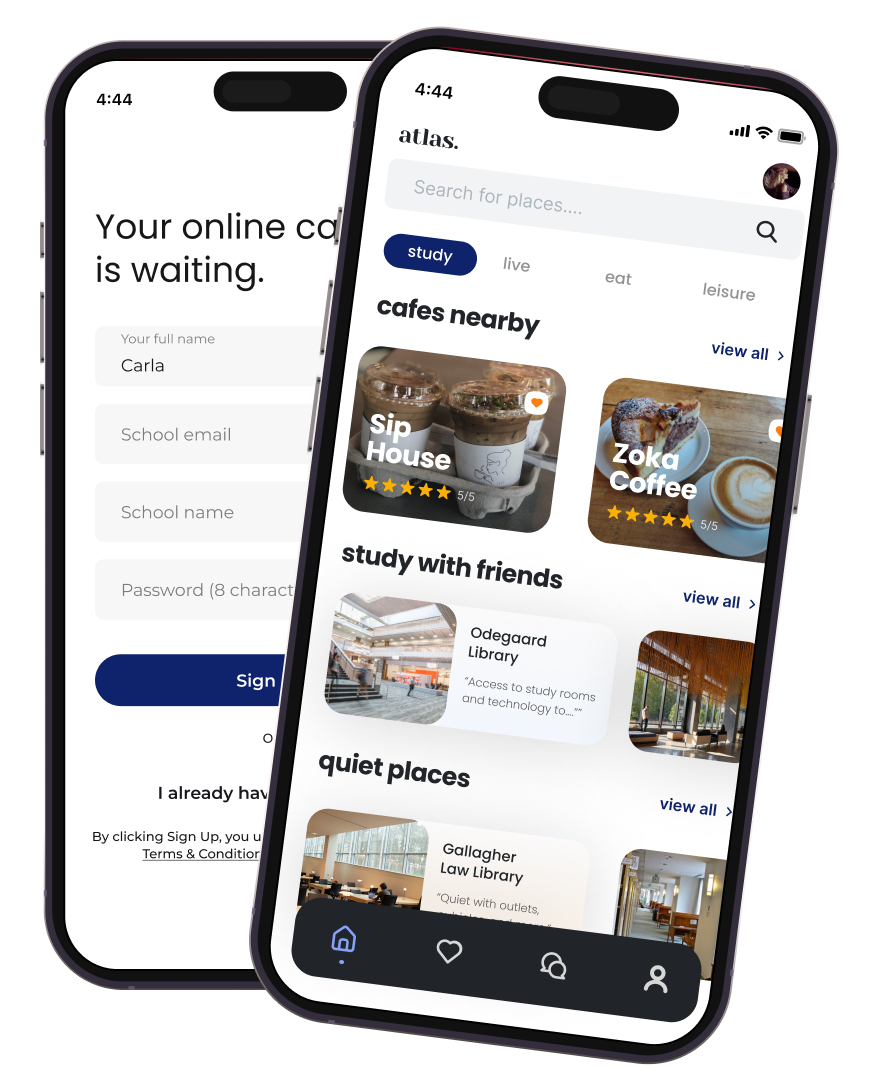 4:44
Your online ca
is waiting.
Your full name
Carla
School email
School name
Password (8 charact
Sign
O
I already hav
By clicking Sign Up, you u
Terms & Condition
4:44
atlas.
Search for places....
study live eat leisure
cafes nearby
view all >
Sip
House
5/5
Zoka
Coffee
5/5
study with friends
view all >
Odegaard
Library
“Access to study rooms
and technology to....””
quiet places
view all >
Gallagher
Law Library
“Quiet with outlets,